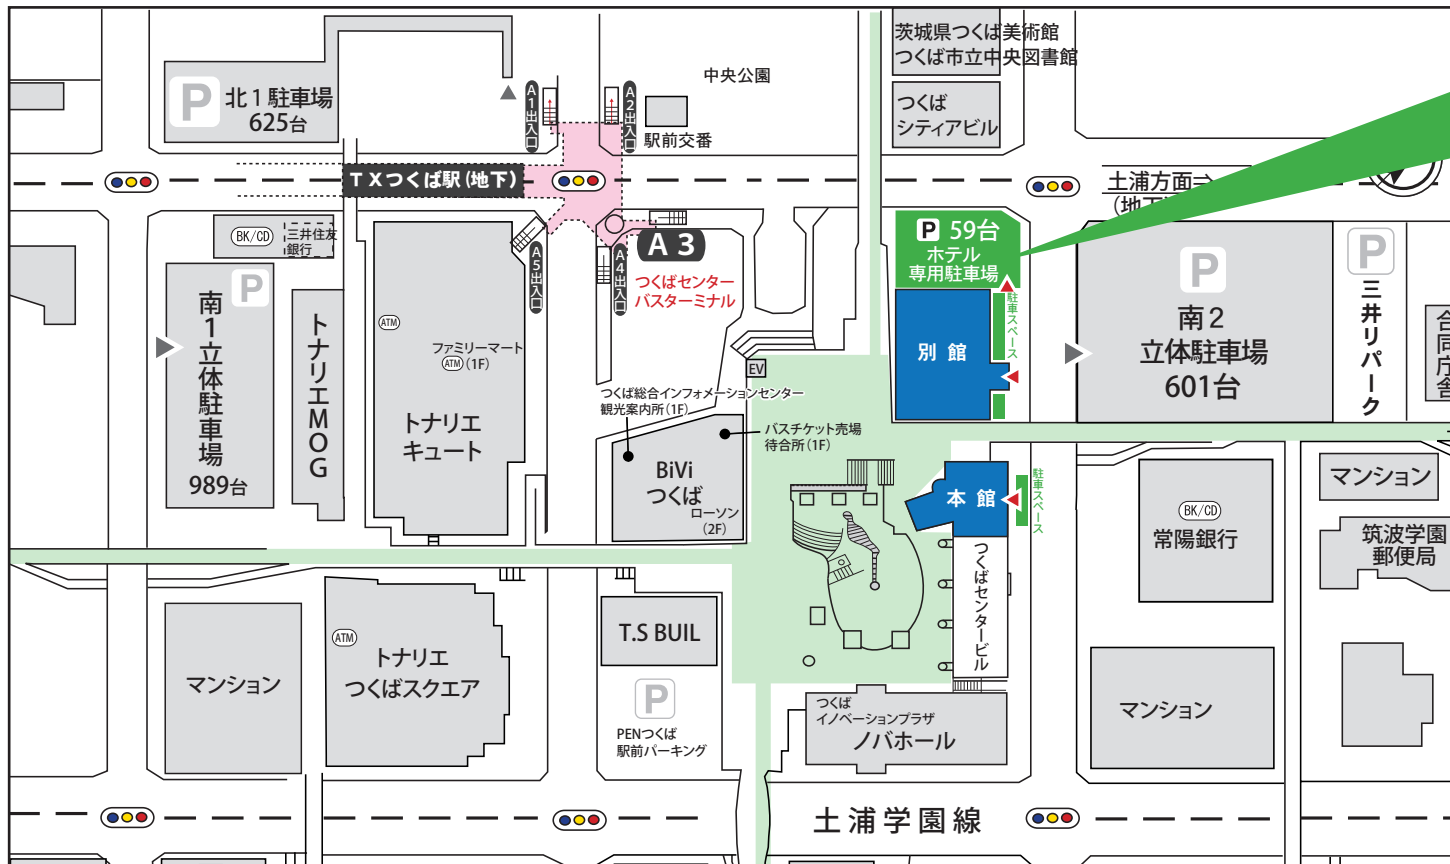 茨城県つくば美術館
つくば市立中央図書館
中央公園
P
北1駐車場
625台
A1出入口
A2出入口
駅前交番
つくば
シティアビル
TXつくば駅(地下)
土浦方面⇒
BK/CD
三井住友
銀行
A5出入口
A4出入口
A3
つくばセンター
バスターミナル
P 59台
ホテル
専用駐車場
駐車スペース
P
南1立体駐車場
989台
トナリエMOG
ATM
ファミリーマート
ATM (1F)
トナリエ
キュート
EV
つくば総合インフォメーションセンター
観光案内所(1F)
バスチケット売場
待合所(1F)
BiVi
つくば
ローソン
(2F)
別館
P
南2
立体駐車場
601台
P
三井リパーク
合同庁舎
本館
駐車スペース
つくばセンタービル
BK/CD
常陽銀行
マンション
筑波学園
郵便局
マンション
ATM
トナリエ
つくばスクエア
T.S BUIL
P
PENつくば
駅前パーキング
つくば
イノベーションプラザ
ノバホール
マンション
土浦学園線